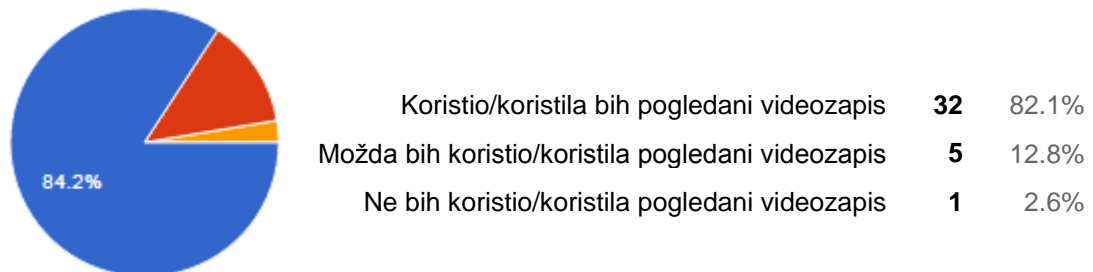 84.2%
Koristio/koristila bih pogledani videozapis 32 82.1%
Možda bih koristio/koristila pogledani videozapis 5 12.8%
Ne bih koristio/koristila pogledani videozapis 1 2.6%